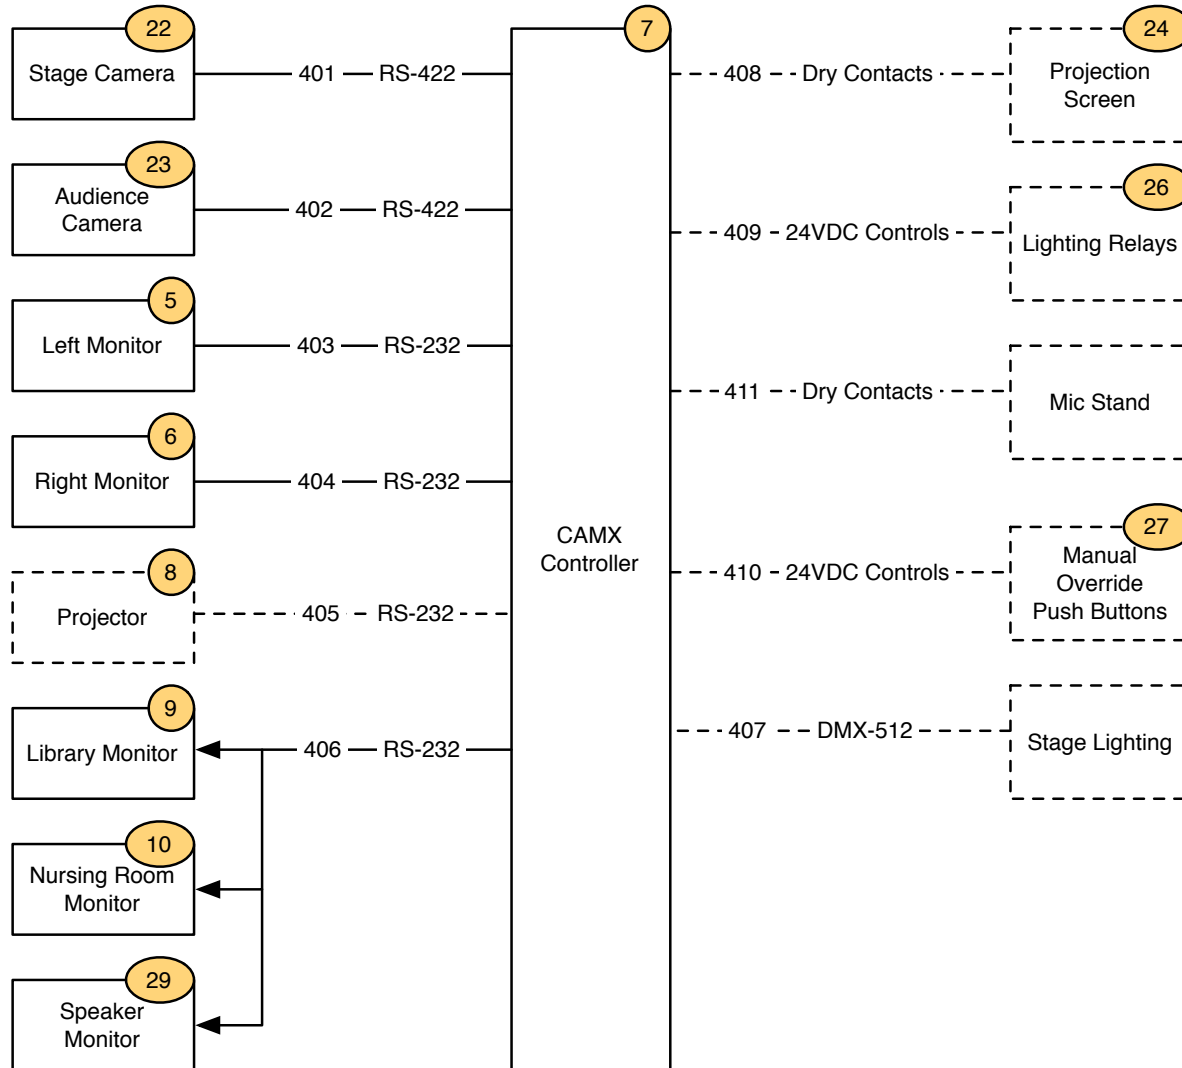 22
Stage Camera
401
RS-422
23
Audience
Camera
402
RS-422
5
Left Monitor
403
RS-232
6
Right Monitor
404
RS-232
8
Projector
405
RS-232
9
Library Monitor
406
RS-232
10
Nursing Room
Monitor
29
Speaker
Monitor
7
CAMX
Controller
24
408
Dry Contacts
Projection
Screen
26
409
24VDC Controls
Lighting Relays
411
Dry Contacts
Mic Stand
27
410
24VDC Controls
Manual
Override
Push Buttons
407
DMX-512
Stage Lighting